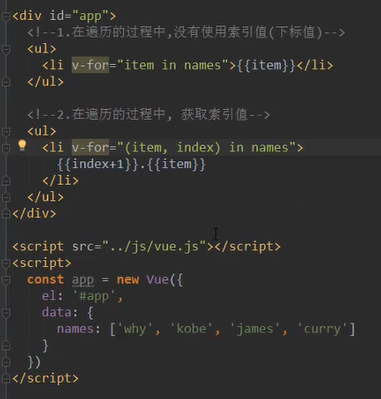 <div id="app">
<!--1.在遍历的过程中,没有使用索引值(下标值)-->
<ul>
<li v-for="item in names">{{item}}</li>
</ul>
<!--2.在遍历的过程中, 获取索引值-->
<ul>
<li v-for="(item, index) in names">
{{index+1}}.{{item}}
</li>
</ul>
</div>
<script src="../js/vue.js"></script>
<script>
const app = new Vue({
el: '#app',
data: {
names: ['why', 'kobe', 'james', 'curry']
}
})
</script>